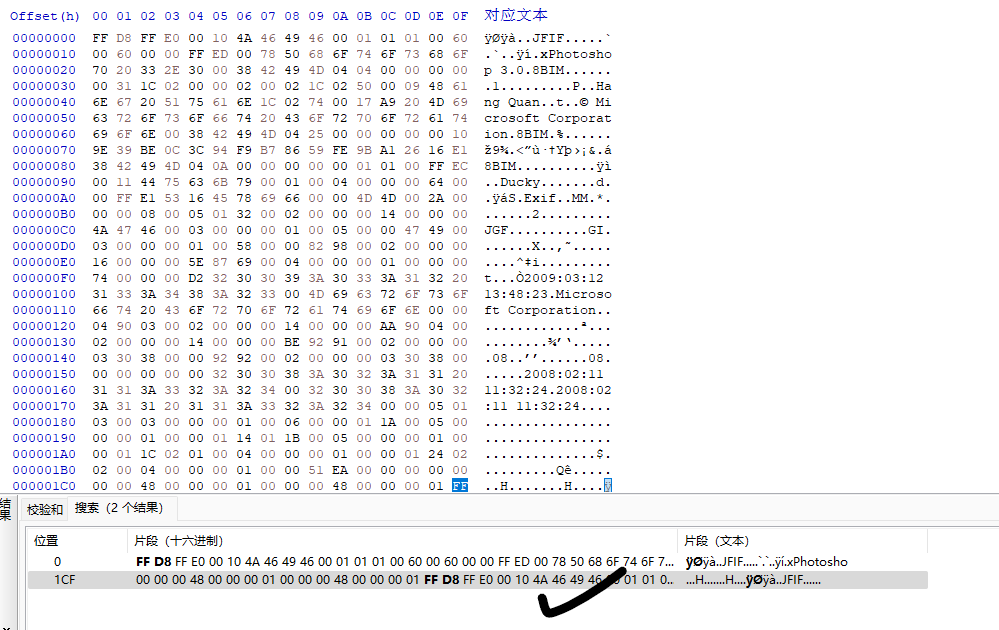 Offset(h) 00 01 02 03 04 05 06 07 08 09 0A 0B 0C 0D 0E 0F 对应文本
00000000 FF D8 FF E0 00 10 4A 46 49 46 00 01 01 01 00 60 ÿØÿà..JFIF.....`
00000010 00 60 00 00 FF ED 00 78 50 68 6F 74 6F 73 68 6F .`..ÿí.xPhotosho
00000020 70 20 33 2E 30 00 38 42 49 4D 04 04 00 00 00 00 p 3.0.8BIM......
00000030 00 31 1C 02 00 00 02 00 02 1C 02 50 00 09 48 61 .1.........P..Ha
00000040 6E 67 20 51 75 61 6E 1C 02 74 00 17 A9 20 4D 69 ng Quan..t..© Mi
00000050 63 72 6F 73 6F 66 74 20 43 6F 72 70 6F 72 61 74 crosoft Corporat
00000060 69 6F 6E 00 38 42 49 4D 04 25 00 00 00 00 00 10 ion.8BIM.%......
00000070 9E 39 BE 0C 3C 94 F9 B7 86 59 FE 9B A1 26 16 E1 ž9¾.<”ù·†Yþ›¡&.á
00000080 38 42 49 4D 04 0A 00 00 00 00 00 01 01 00 FF EC 8BIM..........ÿì
00000090 00 11 44 75 63 6B 79 00 01 00 04 00 00 00 64 00 ..Ducky.......d.
000000A0 00 FF E1 53 16 45 78 69 66 00 00 4D 4D 00 2A 00 .ÿáS.Exif..MM.*.
000000B0 00 00 08 00 05 01 32 00 02 00 00 00 14 00 00 00 ......2.........
000000C0 4A 47 46 00 03 00 00 00 01 00 05 00 00 47 49 00 JGF..........GI.
000000D0 03 00 00 00 01 00 58 00 00 82 98 00 02 00 00 00 ......X..‚˜.....
000000E0 16 00 00 00 5E 87 69 00 04 00 00 00 01 00 00 00 ....^‡i.........
000000F0 74 00 00 00 D2 32 30 30 39 3A 30 33 3A 31 32 20 t...Ò2009:03:12
00000100 31 33 3A 34 38 3A 32 33 00 4D 69 63 72 6F 73 6F 13:48:23.Microso
00000110 66 74 20 43 6F 72 70 6F 72 61 74 69 6F 6E 00 00 ft Corporation..
00000120 04 90 03 00 02 00 00 00 14 00 00 00 AA 90 04 00 ............ª...
00000130 02 00 00 00 14 00 00 00 BE 92 91 00 02 00 00 00 ........¾’‘.....
00000140 03 30 38 00 00 92 92 00 02 00 00 00 03 30 38 00 .08..’’......08.
00000150 00 00 00 00 00 32 30 30 38 3A 30 32 3A 31 31 20 .....2008:02:11
00000160 31 31 3A 33 32 3A 32 34 00 32 30 30 38 3A 30 32 11:32:24.2008:02
00000170 3A 31 31 20 31 31 3A 33 32 3A 32 34 00 00 05 01 :11 11:32:24....
00000180 03 00 03 00 00 00 01 00 06 00 00 01 1A 00 05 00 ................
00000190 00 00 01 00 00 01 14 01 1B 00 05 00 00 00 01 00 ................
000001A0 00 01 1C 02 01 00 04 00 00 00 01 00 00 01 24 02 ..............$.
000001B0 02 00 04 00 00 00 01 00 00 51 EA 00 00 00 00 00 .........Qê.....
000001C0 00 00 48 00 00 00 01 00 00 00 48 00 00 00 01 FF ..H.......H....ÿ
结果
校验和 搜索（2 个结果）
位置 片段（十六进制） 片段（文本）
0 FF D8 FF E0 00 10 4A 46 49 46 00 01 01 01 00 60 00 60 00 00 FF ED 00 78 50 68 6F 74 6F 7... ÿØÿà..JFIF.....`.`..ÿí.xPhotosho
1CF 00 00 00 48 00 00 00 01 00 00 00 48 00 00 00 01 FF D8 FF E0 00 10 4A 46 49 46 00 01 01 0... ...H.......H....ÿØÿà..JFIF......